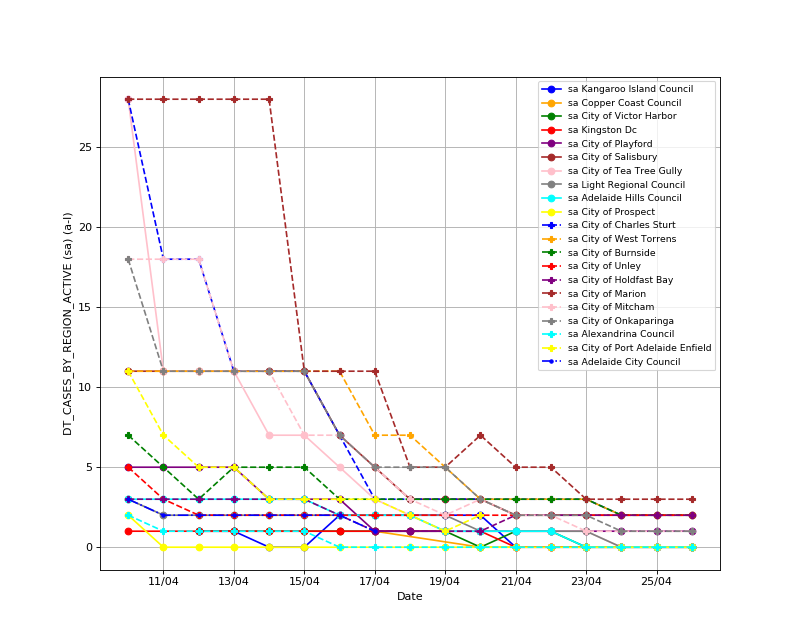 DT_CASES_BY_REGION_ACTIVE (sa) (a-l)
25
20
15
10
5
0
11/04
13/04
15/04
17/04
19/04
21/04
23/04
25/04
Date
sa Kangaroo Island Council
sa Copper Coast Council
sa City of Victor Harbor
sa Kingston Dc
sa City of Playford
sa City of Salisbury
sa City of Tea Tree Gully
sa Light Regional Council
sa Adelaide Hills Council
sa City of Prospect
sa City of Charles Sturt
sa City of West Torrens
sa City of Burnside
sa City of Unley
sa City of Holdfast Bay
sa City of Marion
sa City of Mitcham
sa City of Onkaparinga
sa Alexandrina Council
sa City of Port Adelaide Enfield
sa Adelaide City Council